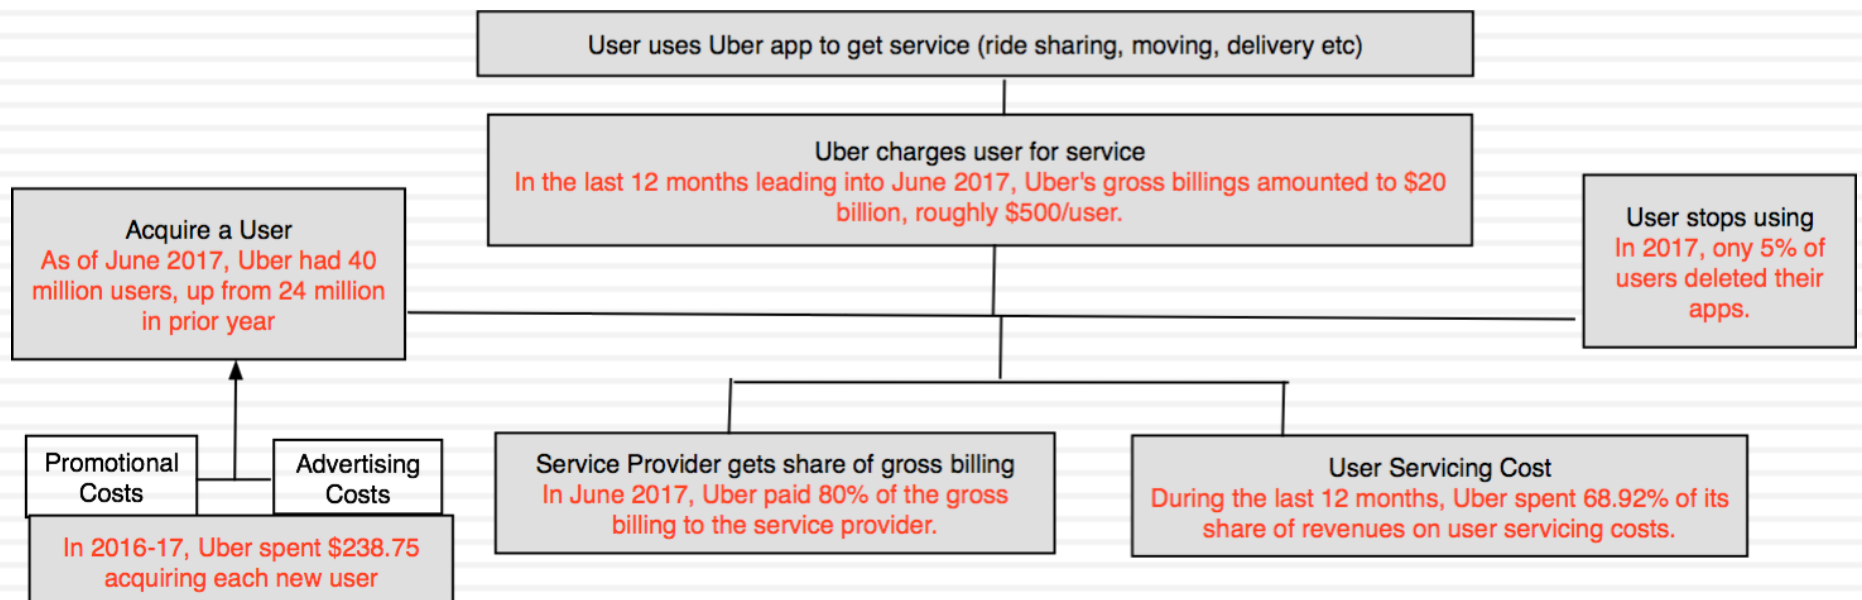 User uses Uber app to get service (ride sharing, moving, delivery etc)
Uber charges user for service
In the last 12 months leading into June 2017, Uber's gross billings amounted to $20
billion, roughly $500/user.
Acquire a User
As of June 2017, Uber had 40
million users, up from 24 million
in prior year
User stops using
In 2017, ony 5% of
users deleted their
apps.
Promotional
Costs
Advertising
Costs
In 2016-17, Uber spent $238.75
acquiring each new user
Service Provider gets share of gross billing
In June 2017, Uber paid 80% of the gross
billing to the service provider.
User Servicing Cost
During the last 12 months, Uber spent 68.92% of its
share of revenues on user servicing costs.